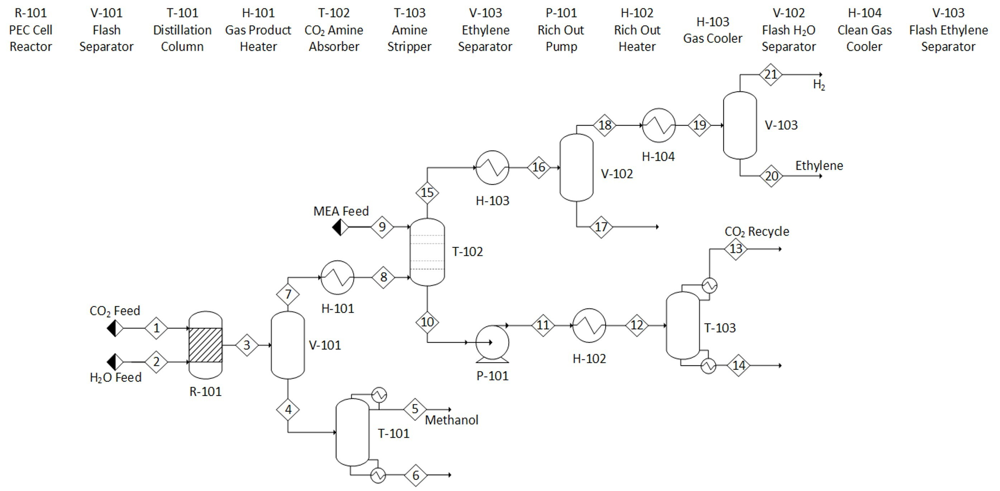 R-101
PEC Cell
Reactor
V-101
Flash
Separator
T-101
Distillation
Column
H-101
Gas Product
Heater
T-102
CO₂ Amine
Absorber
T-103
Amine
Stripper
V-103
Ethylene
Separator
P-101
Rich Out
Pump
H-102
Rich Out
Heater
H-103
Gas Cooler
V-102
Flash H₂O
Separator
H-104
Clean Gas
Cooler
V-103
Flash Ethylene
Separator
21
H₂
18
19
V-103
H-104
16
V-102
Ethylene
20
15
H-103
MEA Feed
9
17
CO₂ Recycle
13
T-102
8
7
H-101
CO₂ Feed
1
10
11
12
T-103
3
V-101
2
H₂O Feed
H-102
14
P-101
R-101
4
5
Methanol
T-101
6